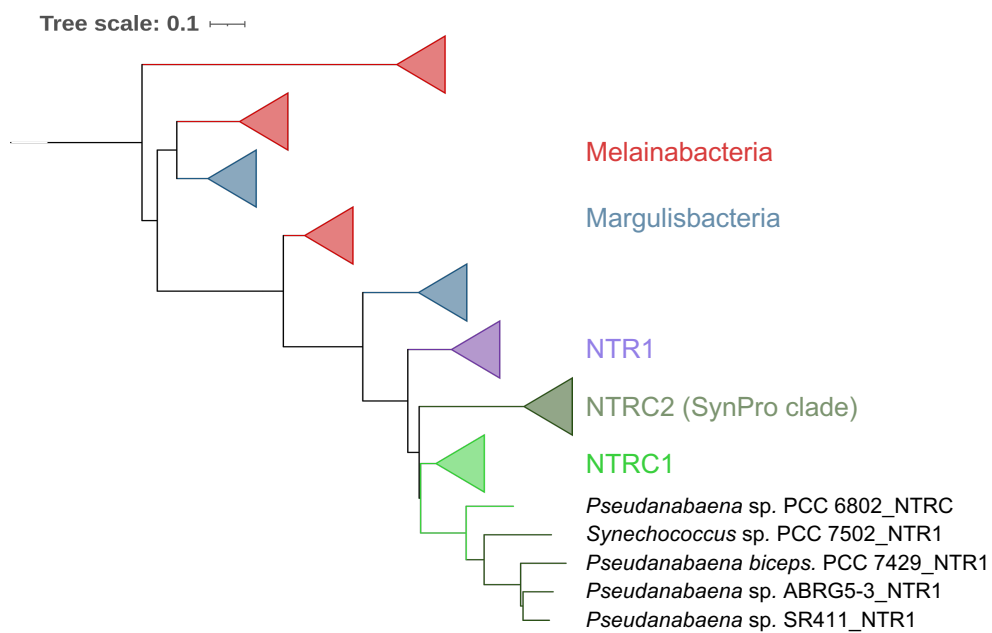 Tree scale: 0.1
Melainabacteria
Margulisbacteria
NTR1
NTRC2 (SynPro clade)
NTRC1
Pseudanabaena sp. PCC 6802_NTRC
Synechococcus sp. PCC 7502_NTR1
Pseudanabaena biceps. PCC 7429_NTR1
Pseudanabaena sp. ABRG5-3_NTR1
Pseudanabaena sp. SR411_NTR1